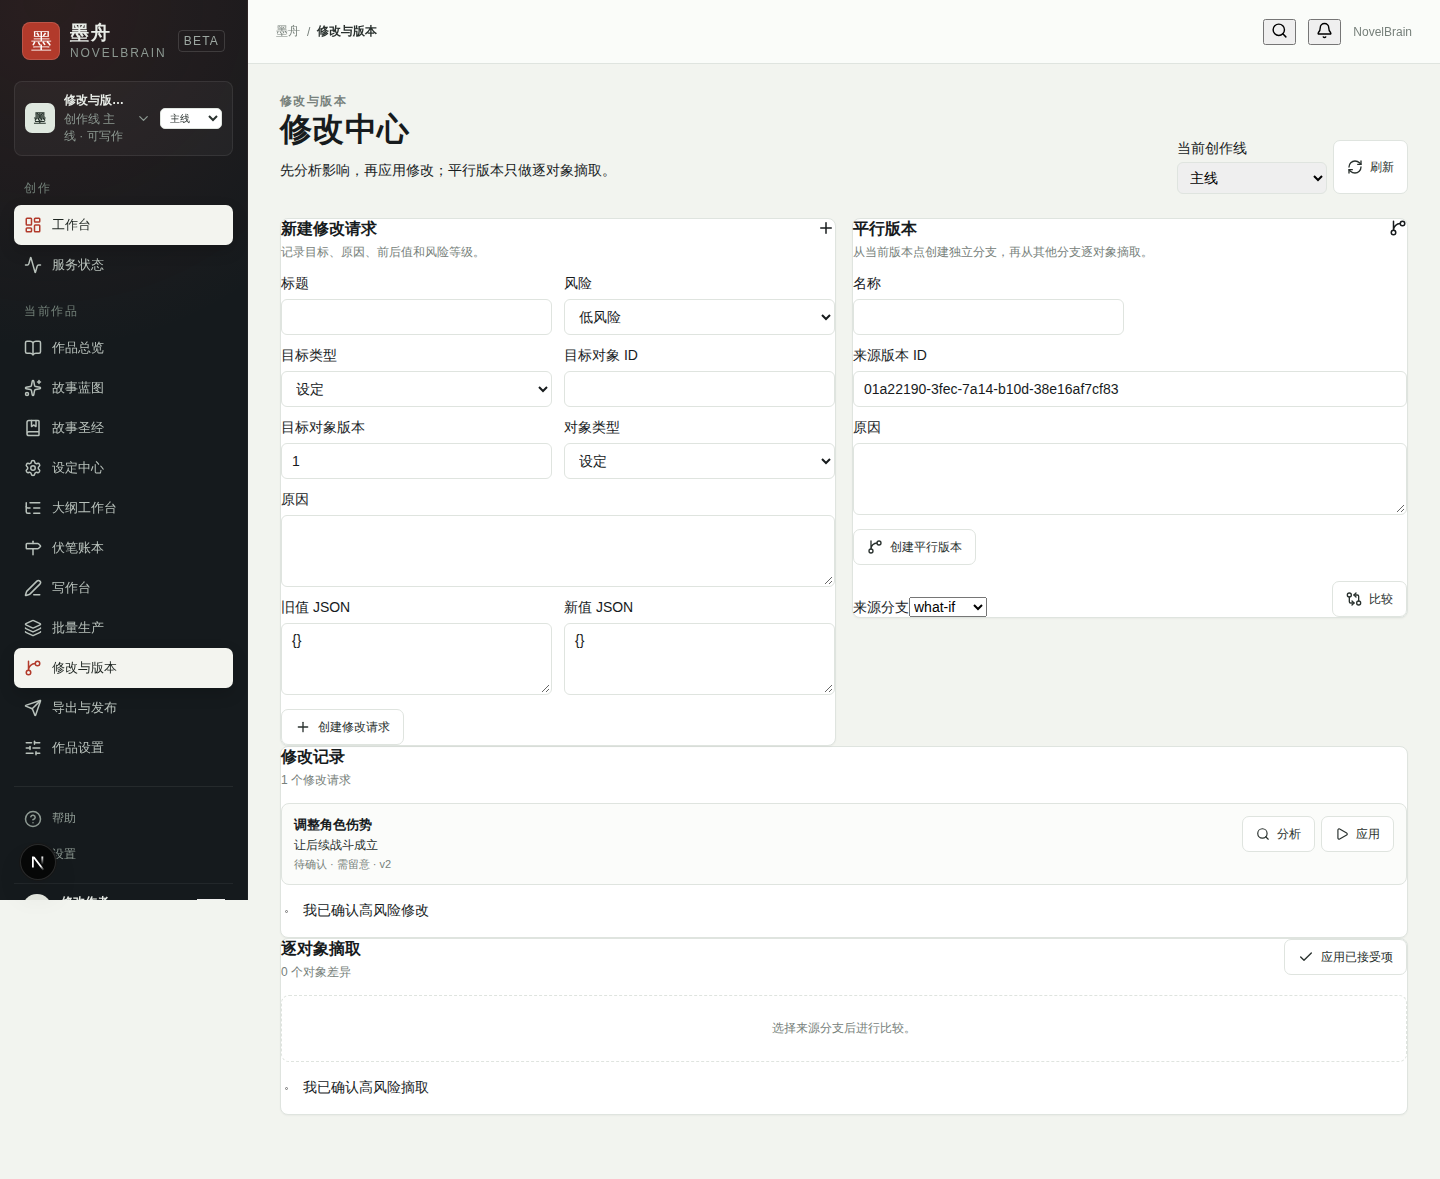 墨
墨舟
NOVELBRAIN
BETA
墨
修改与版…
创作线 主
线 · 可写作
主线
创作
工作台
服务状态
当前作品
作品总览
故事蓝图
故事圣经
设定中心
大纲工作台
伏笔账本
写作台
批量生产
修改与版本
导出与发布
作品设置
帮助
设置
N
墨舟 / 修改与版本
NovelBrain
修改与版本
修改中心
先分析影响，再应用修改；平行版本只做逐对象摘取。
当前创作线
主线
刷新
新建修改请求
记录目标、原因、前后值和风险等级。
标题
风险
低风险
目标类型
目标对象 ID
设定
目标对象版本
对象类型
1
设定
原因
旧值 JSON
新值 JSON
{}
{}
创建修改请求
平行版本
从当前版本点创建独立分支，再从其他分支逐对象摘取。
名称
来源版本 ID
01a22190-3fec-7a14-b10d-38e16af7cf83
原因
创建平行版本
来源分支 what-if
比较
修改记录
1 个修改请求
调整角色伤势
让后续战斗成立
待确认 · 需留意 · v2
分析
应用
我已确认高风险修改
逐对象摘取
0 个对象差异
应用已接受项
选择来源分支后进行比较。
我已确认高风险摘取